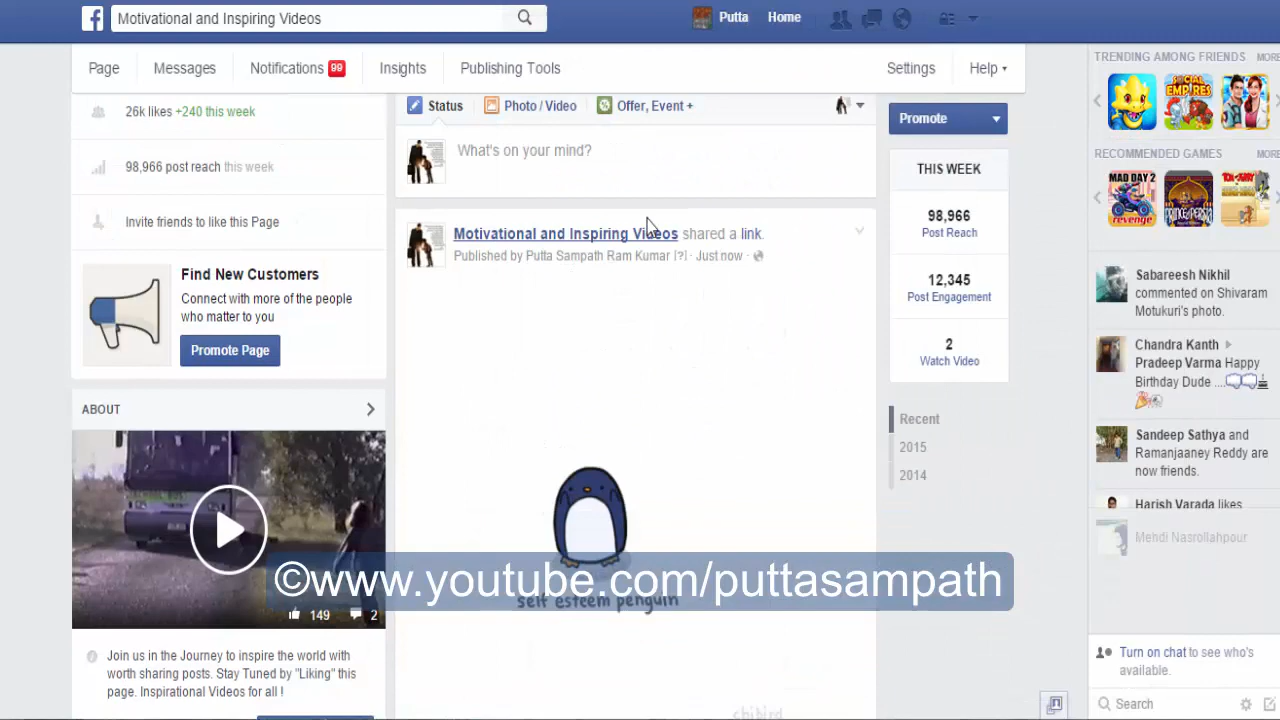 Motivational and Inspiring Videos
Putta
Home
Page
Messages
Notifications 99
Insights
Publishing Tools
Settings
Help
26k likes +240 this week
98,966 post reach this week
Invite friends to like this Page
Find New Customers
Connect with more of the people
who matter to you
Promote Page
ABOUT
149
2
Join us in the Journey to inspire the world with
worth sharing posts. Stay Tuned by "Liking" this
page. Inspirational Videos for all !
Status
Photo / Video
Offer, Event +
What's on your mind?
Motivational and Inspiring Videos shared a link.
Published by Putta Sampath Ram Kumar [?] · Just now ·
©www.youtube.com/puttasampath
self esteem penguin
chibird
Promote
THIS WEEK
98,966
Post Reach
12,345
Post Engagement
2
Watch Video
Recent
2015
2014
TRENDING AMONG FRIENDS
MORE
RECOMMENDED GAMES
MORE
MAD DAY 2
revenge
SOCIAL
EMPIRES
Sabareesh Nikhil
commented on Shivaram
Motukuri's photo.
Chandra Kanth
Pradeep Varma Happy
Birthday Dude ....
Sandeep Sathya and
Ramanjaaney Reddy are
now friends.
Harish Varada likes
Mehdi Nasrollahpour
Turn on chat to see who's
available.
Search